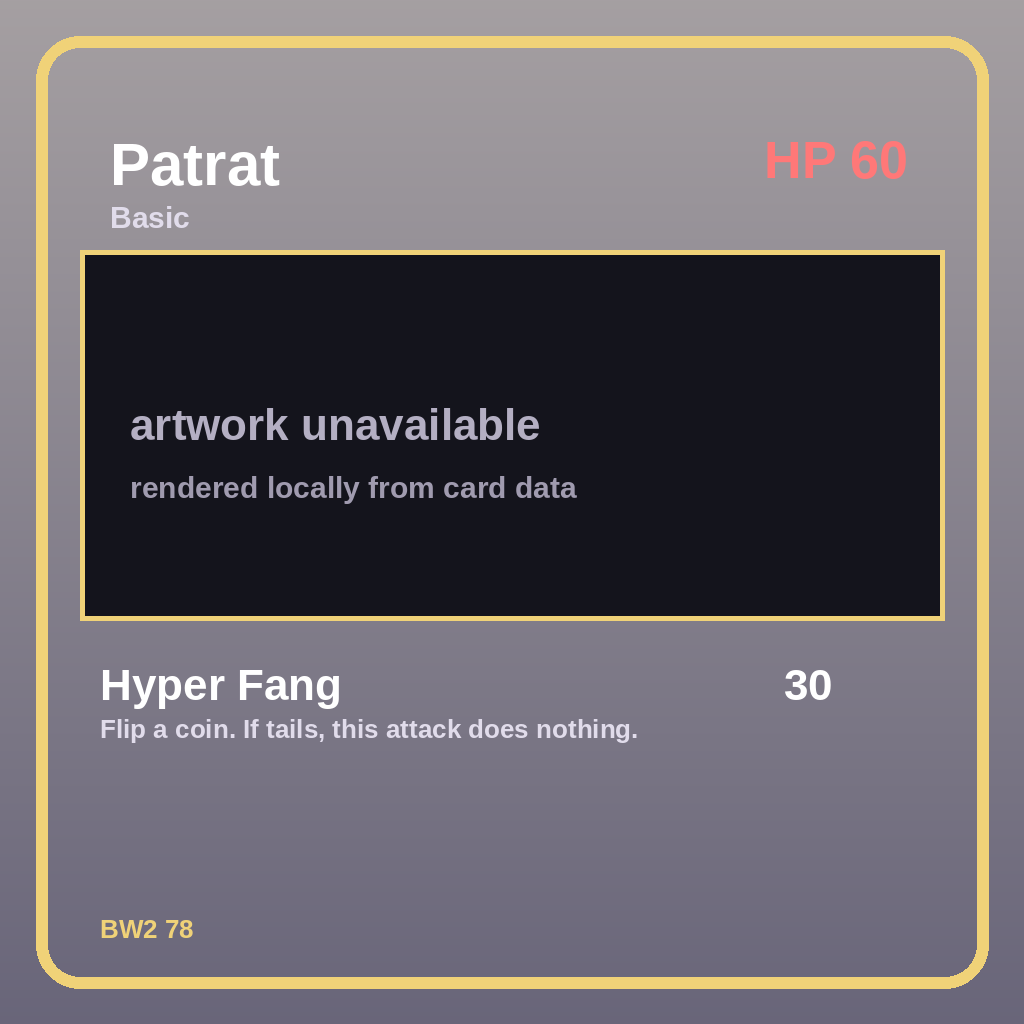 Patrat
HP 60
Basic
artwork unavailable
rendered locally from card data
Hyper Fang
30
Flip a coin. If tails, this attack does nothing.
BW2 78